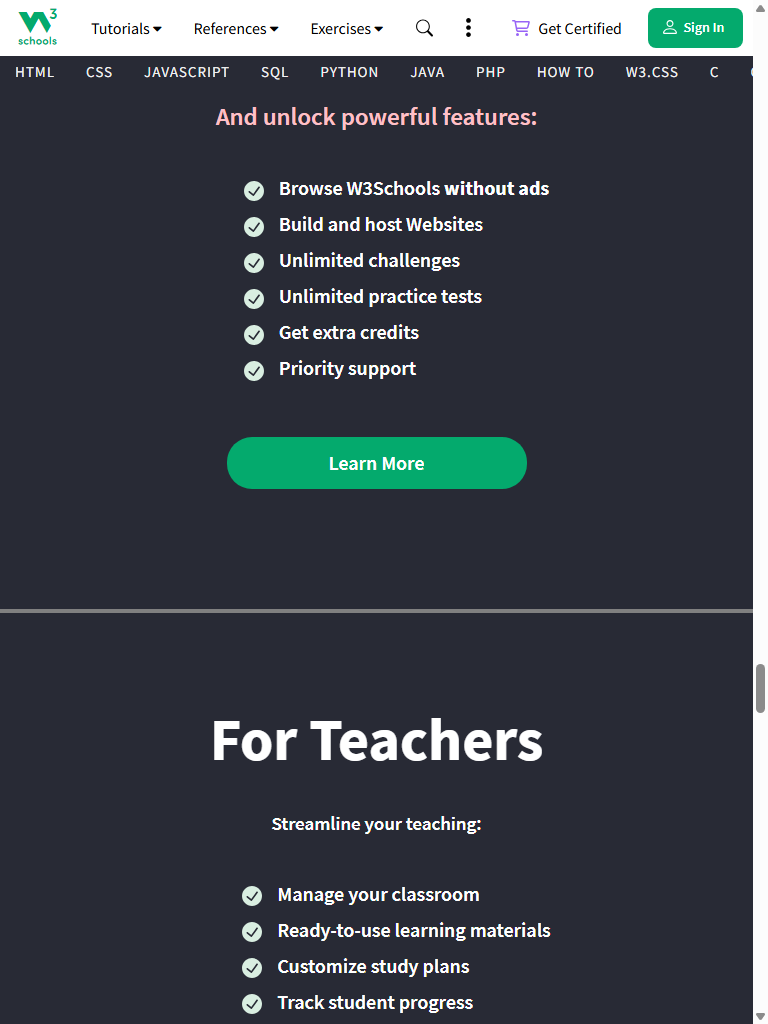 3
schools
Tutorials
References
Exercises
Get Certified
Sign In
HTML CSS JAVASCRIPT SQL PYTHON JAVA PHP HOW TO W3.CSS C
And unlock powerful features:
Browse W3Schools without ads
Build and host Websites
Unlimited challenges
Unlimited practice tests
Get extra credits
Priority support
Learn More
For Teachers
Streamline your teaching:
Manage your classroom
Ready-to-use learning materials
Customize study plans
Track student progress